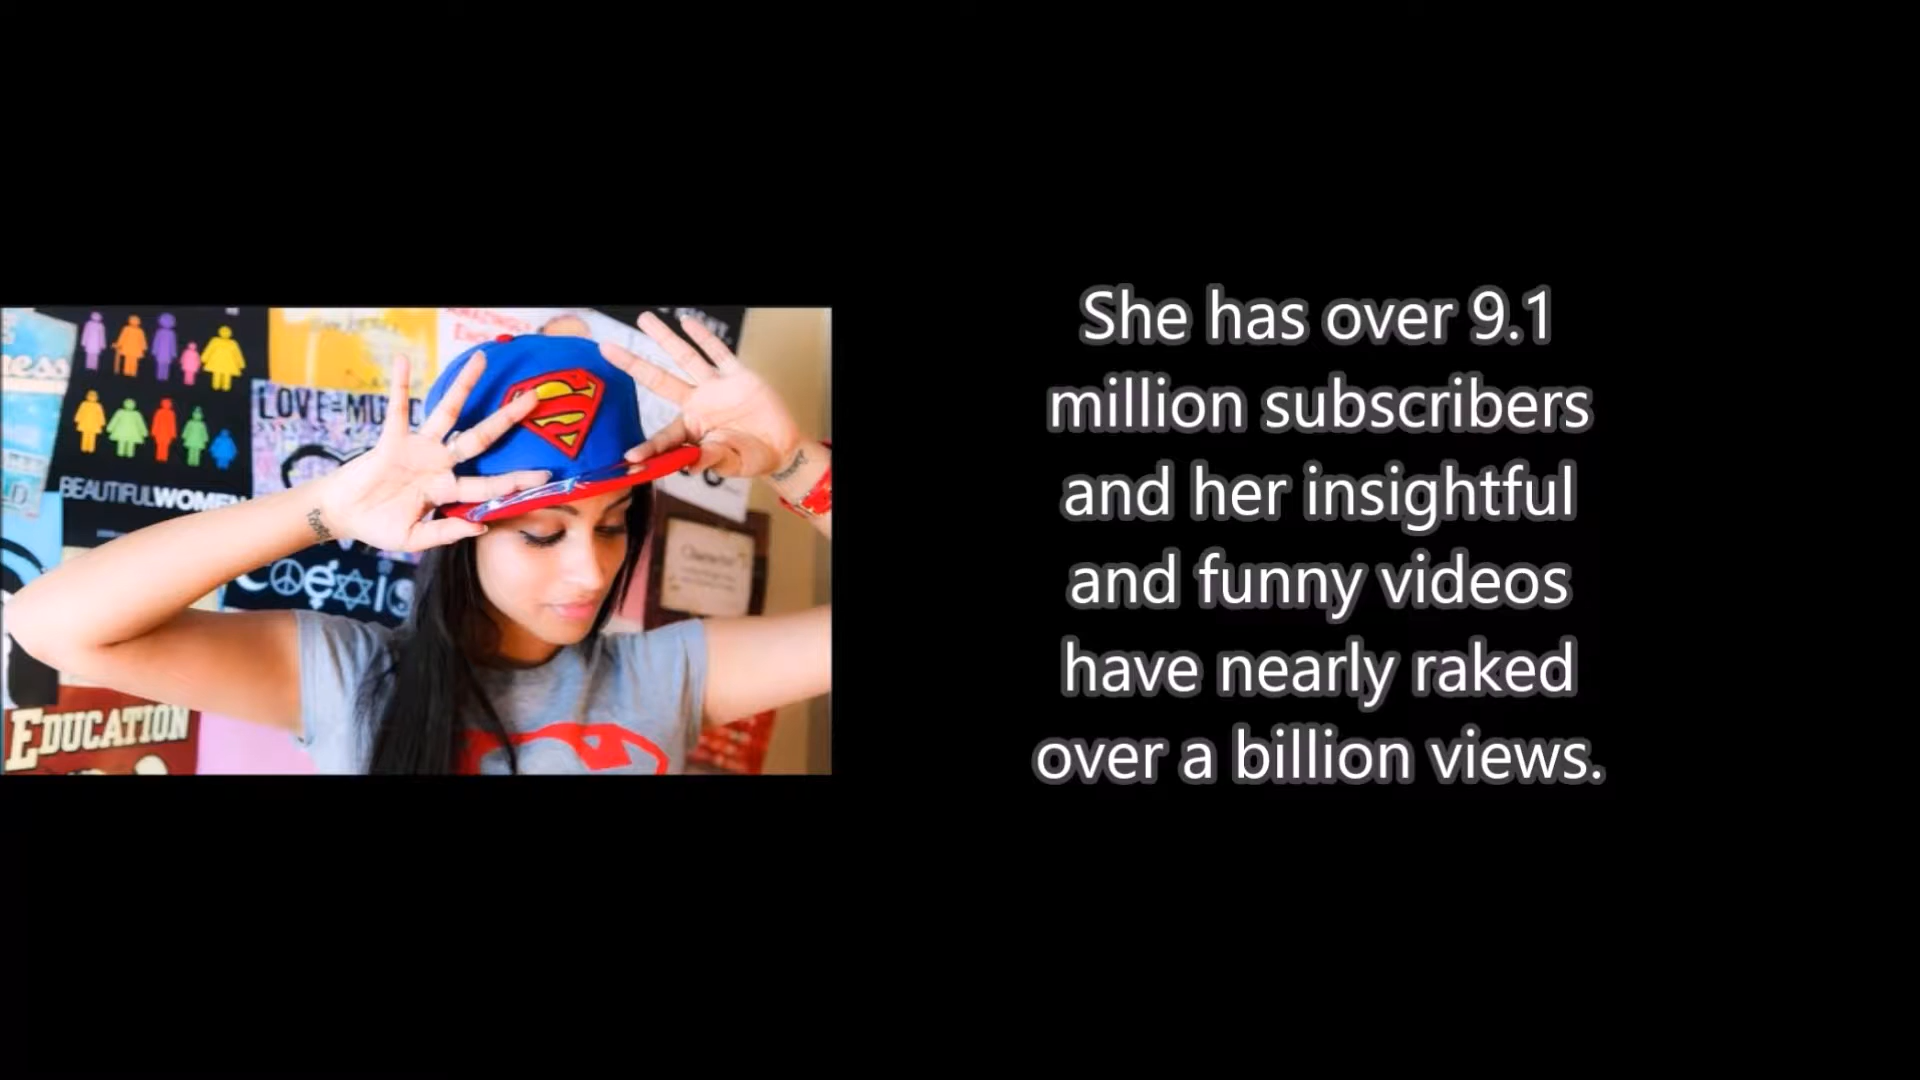 LOVE=MUSIC
BEAUTIFULWOMEN
EDUCATION
She has over 9.1
million subscribers
and her insightful
and funny videos
have nearly raked
over a billion views.